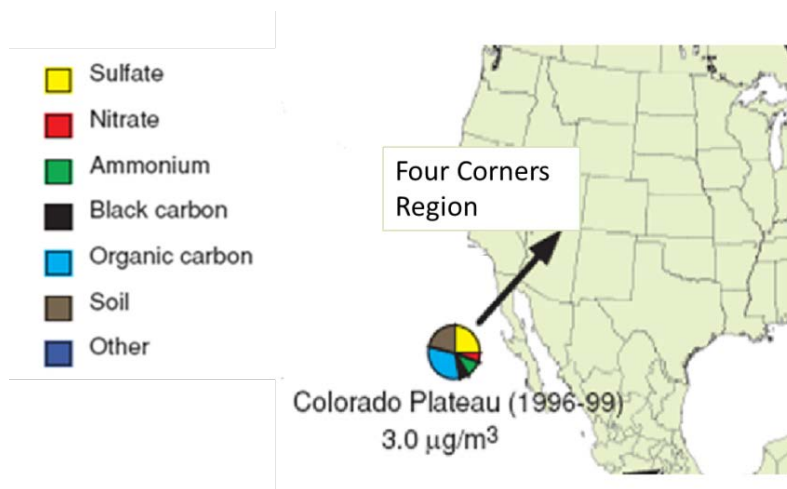 Sulfate
Nitrate
Ammonium
Black carbon
Organic carbon
Soil
Other
Four Corners
Region
Colorado Plateau (1996-99)
3.0 μg/m³